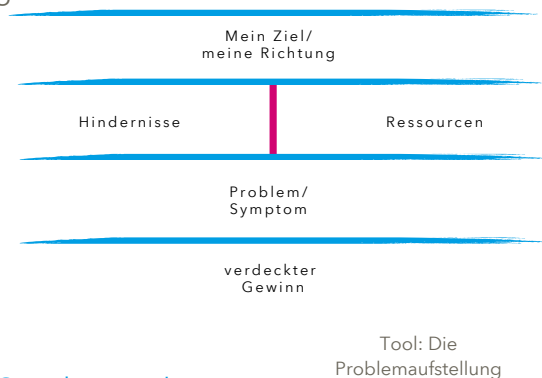 Mein Ziel/
meine Richtung
Hindernisse Ressourcen
Problem/
Symptom
verdeckter
Gewinn
Tool: Die
Problemaufstellung